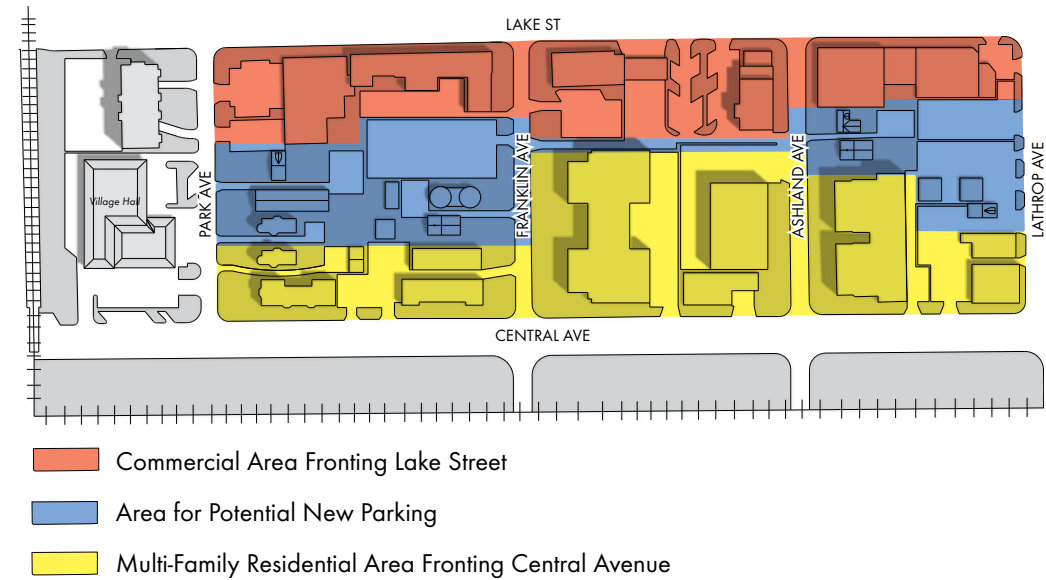 LAKE ST
Village Hall
PARK AVE
FRANKLIN AVE
ASHLAND AVE
LATHROP AVE
CENTRAL AVE
Commercial Area Fronting Lake Street
Area for Potential New Parking
Multi-Family Residential Area Fronting Central Avenue